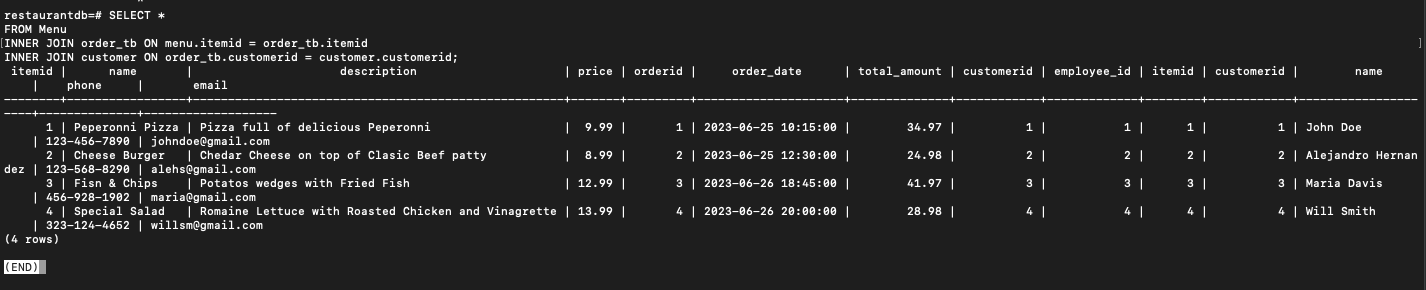 restaurantdb=# SELECT *
FROM Menu
[INNER JOIN order_tb ON menu.itemid = order_tb.itemid ]
INNER JOIN customer ON order_tb.customerid = customer.customerid;
 itemid |      name       |                      description                       | price | orderid |     order_date      | total_amount | customerid | employee_id | itemid | customerid |        name
    |    phone     |       email
--------+-----------------+--------------------------------------------------------+-------+---------+---------------------+--------------+------------+-------------+--------+------------+-----------------
----+--------------+-------------------
      1 | Peperonni Pizza | Pizza full of delicious Peperonni                      |  9.99 |       1 | 2023-06-25 10:15:00 |        34.97 |          1 |           1 |      1 |          1 | John Doe
    | 123-456-7890 | johndoe@gmail.com
      2 | Cheese Burger   | Chedar Cheese on top of Clasic Beef patty              |  8.99 |       2 | 2023-06-25 12:30:00 |        24.98 |          2 |           2 |      2 |          2 | Alejandro Hernan
dez | 123-568-8290 | alehs@gmail.com
      3 | Fisn & Chips    | Potatos wedges with Fried Fish                         | 12.99 |       3 | 2023-06-26 18:45:00 |        41.97 |          3 |           3 |      3 |          3 | Maria Davis
    | 456-928-1902 | maria@gmail.com
      4 | Special Salad   | Romaine Lettuce with Roasted Chicken and Vinagrette | 13.99 |       4 | 2023-06-26 20:00:00 |        28.98 |          4 |           4 |      4 |          4 | Will Smith
    | 323-124-4652 | willsm@gmail.com
(4 rows)
(END)